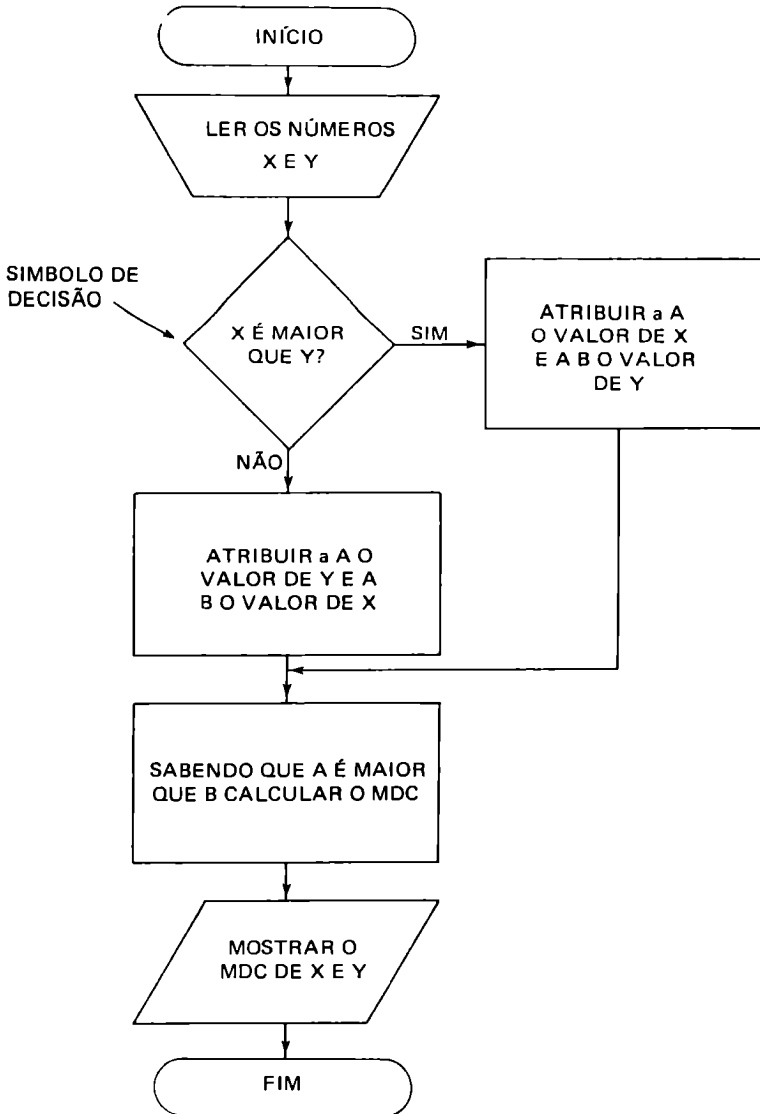 INÍCIO
LER OS NÚMEROS
X E Y
SIMBOLO DE
DECISÃO
X É MAIOR
QUE Y?
SIM
ATRIBUIR a A
O VALOR DE X
E A B O VALOR
DE Y
NÃO
ATRIBUIR a A O
VALOR DE Y E A
B O VALOR DE X
SABENDO QUE A É MAIOR
QUE B CALCULAR O MDC
MOSTRAR O
MDC DE X E Y
FIM